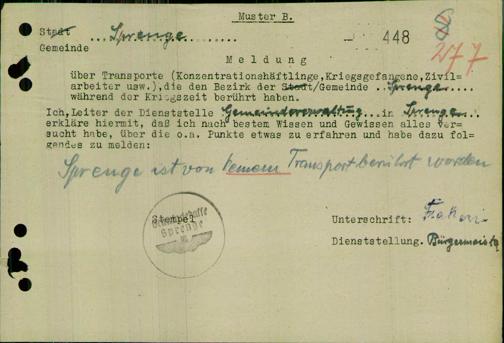 Muster B.
Stadt
Gemeinde ...Sprenge...........
- 448
277
Meldung
über Transporte (Konzentrationshäftlinge,Kriegsgefangene,Zivil=
arbeiter usw.),die den Bezirk der Stadt/Gemeinde ..Sprenge..
während der Kriegszeit berührt haben.
Ich,Leiter der Dienststelle Gemeindeverwaltung in Sprenge
erkläre hiermit, daß ich nach bestem Wissen und Gewissen alles ver-
sucht habe, über die o.a. Punkte etwas zu erfahren und habe dazu fol-
gendes zu melden:
Sprenge ist von keinem Transport berührt worden
Stempel
Sprenge
Unterschrift:
Dienststellung. Bürgermeister